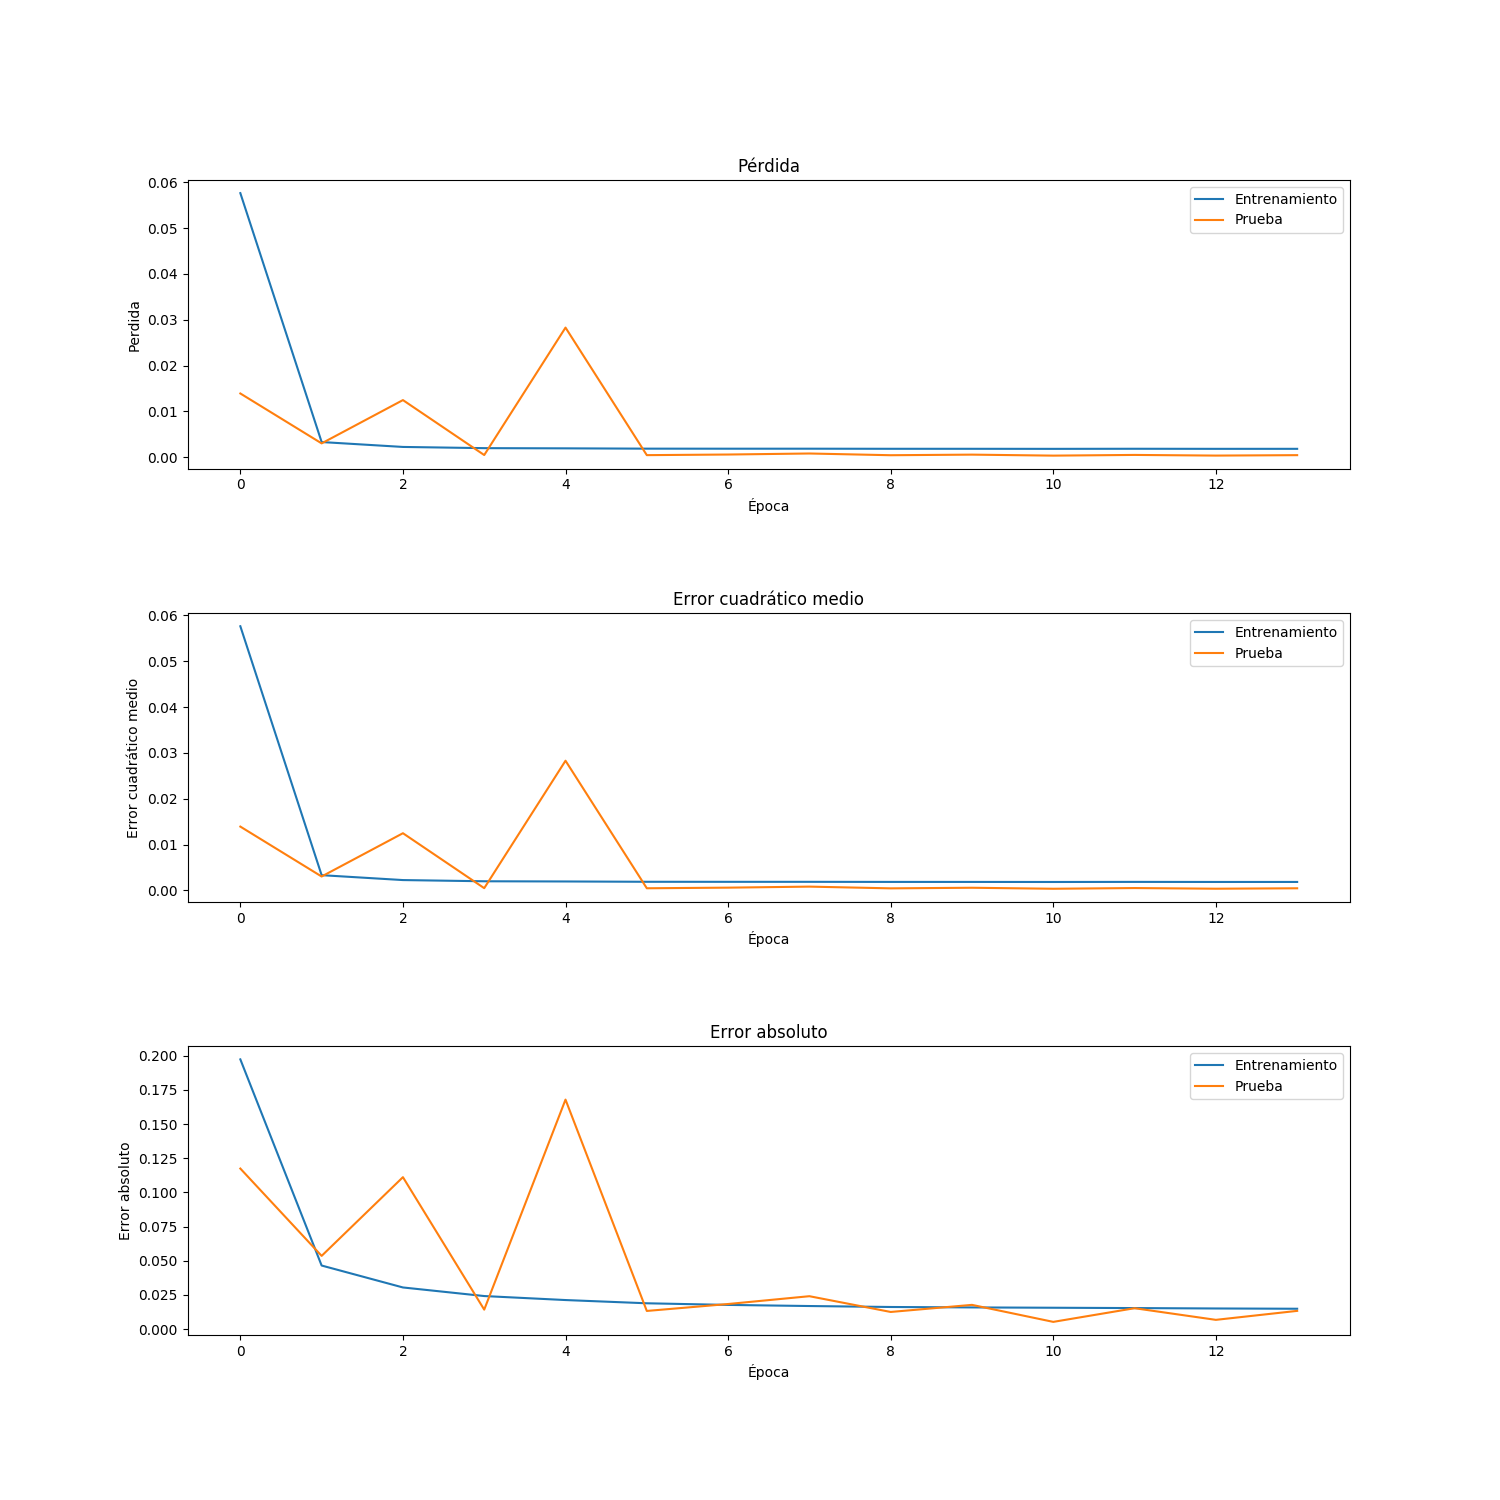 Pérdida
0.06
0.05
0.04
0.03
0.02
0.01
0.00
Perdida
Entrenamiento
Prueba
0 2 4 6 8 10 12
Época
Error cuadrático medio
0.06
0.05
0.04
0.03
0.02
0.01
0.00
Error cuadrático medio
Entrenamiento
Prueba
0 2 4 6 8 10 12
Época
Error absoluto
0.200
0.175
0.150
0.125
0.100
0.075
0.050
0.025
0.000
Error absoluto
Entrenamiento
Prueba
0 2 4 6 8 10 12
Época